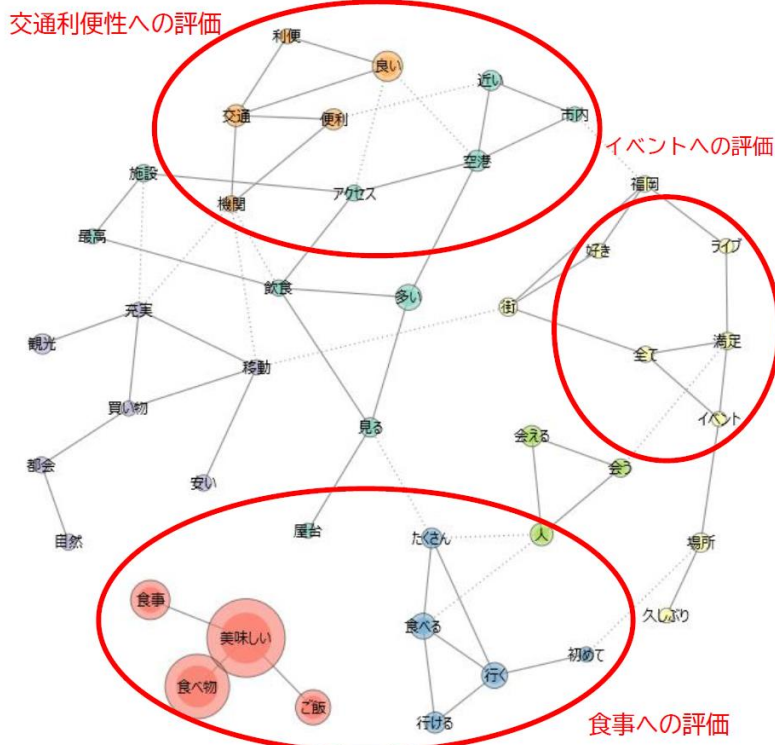 交通利便性への評価
利便
良い
近い
交通
便利
市内
イベントへの評価
空港
施設
福岡
アクセス
機関
最高
好き
ライブ
飲食
多い
街
充実
観光
満足
全て
移動
買い物
イベント
見る
会える
都会
会う
安い
屋台
たくさん
人
自然
場所
食事
久しぶり
美味しい
食べる
初めて
行く
食べ物
ご飯
行ける
食事への評価